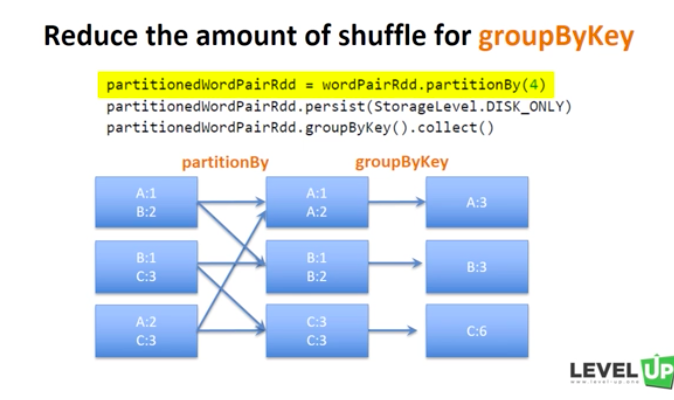 Reduce the amount of shuffle for groupByKey
partitionedWordPairRdd = wordPairRdd.partitionBy(4)
partitionedWordPairRdd.persist(StorageLevel.DISK_ONLY)
partitionedWordPairRdd.groupByKey().collect()
partitionBy
groupByKey
A:1
B:2
A:1
A:2
A:3
B:1
C:3
B:1
B:2
B:3
A:2
C:3
C:3
C:3
C:6
LEVEL UP
www.level-up.one